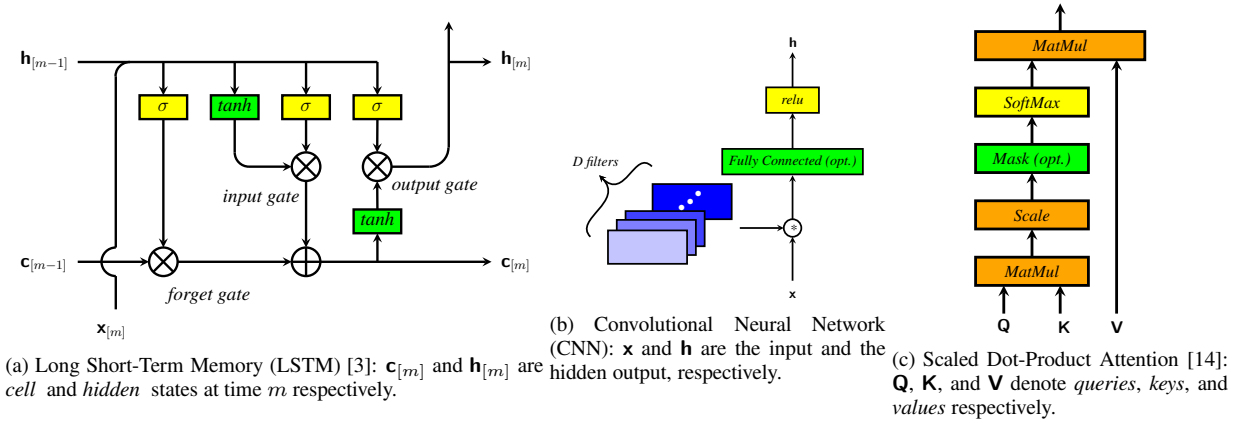 h[m−1]
h[m]
σ
tanh
σ
σ
input gate
output gate
tanh
c[m−1]
c[m]
forget gate
x[m]
(a) Long Short-Term Memory (LSTM) [3]: c[m] and h[m] are
cell and hidden states at time m respectively.
h
relu
D filters
Fully Connected (opt.)
*
x
(b) Convolutional Neural Network
(CNN): x and h are the input and the
hidden output, respectively.
MatMul
SoftMax
Mask (opt.)
Scale
MatMul
Q K V
(c) Scaled Dot-Product Attention [14]:
Q, K, and V denote queries, keys, and
values respectively.